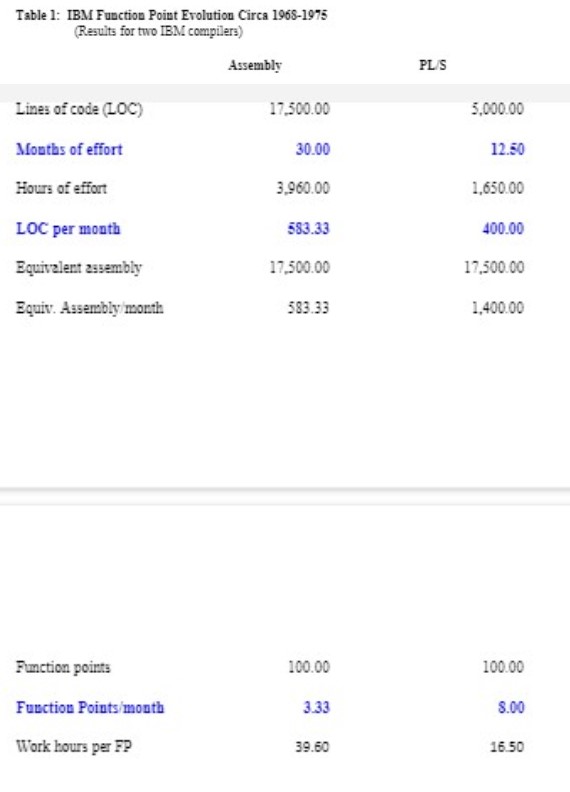 Table 1: IBM Function Point Evolution Circa 1968-1975
(Results for two IBM compilers)
Assembly PL/S
Lines of code (LOC) 17,500.00 5,000.00
Months of effort 30.00 12.50
Hours of effort 3,960.00 1,650.00
LOC per month 583.33 400.00
Equivalent assembly 17,500.00 17,500.00
Equiv. Assembly/month 583.33 1,400.00
Function points 100.00 100.00
Function Points/month 3.33 8.00
Work hours per FP 39.60 16.50